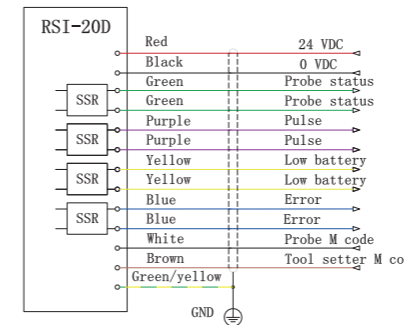 RSI-20D
Red 24 VDC
Black 0 VDC
Green Probe status
SSR
Green Probe status
Purple Pulse
SSR
Purple Pulse
Yellow Low battery
SSR
Yellow Low battery
Blue Error
SSR
Blue Error
White Probe M code
Brown Tool setter M co
Green/yellow
GND